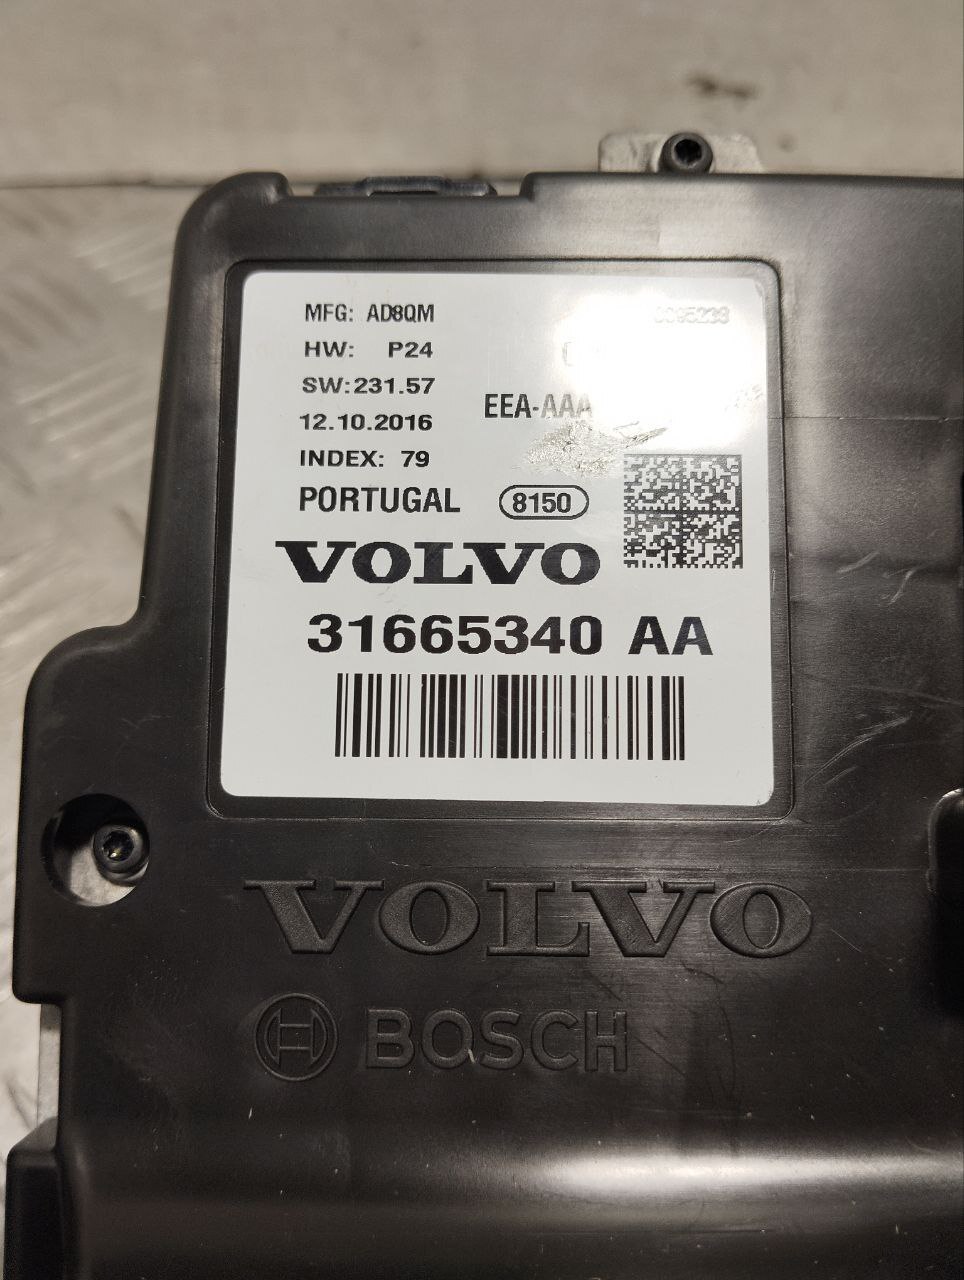 MFG: AD8QM
HW: P24
SW:231.57
EEA-AAA
12.10.2016
INDEX: 79
PORTUGAL 8150
VOLVO
31665340 AA
VOLVO
BOSCH